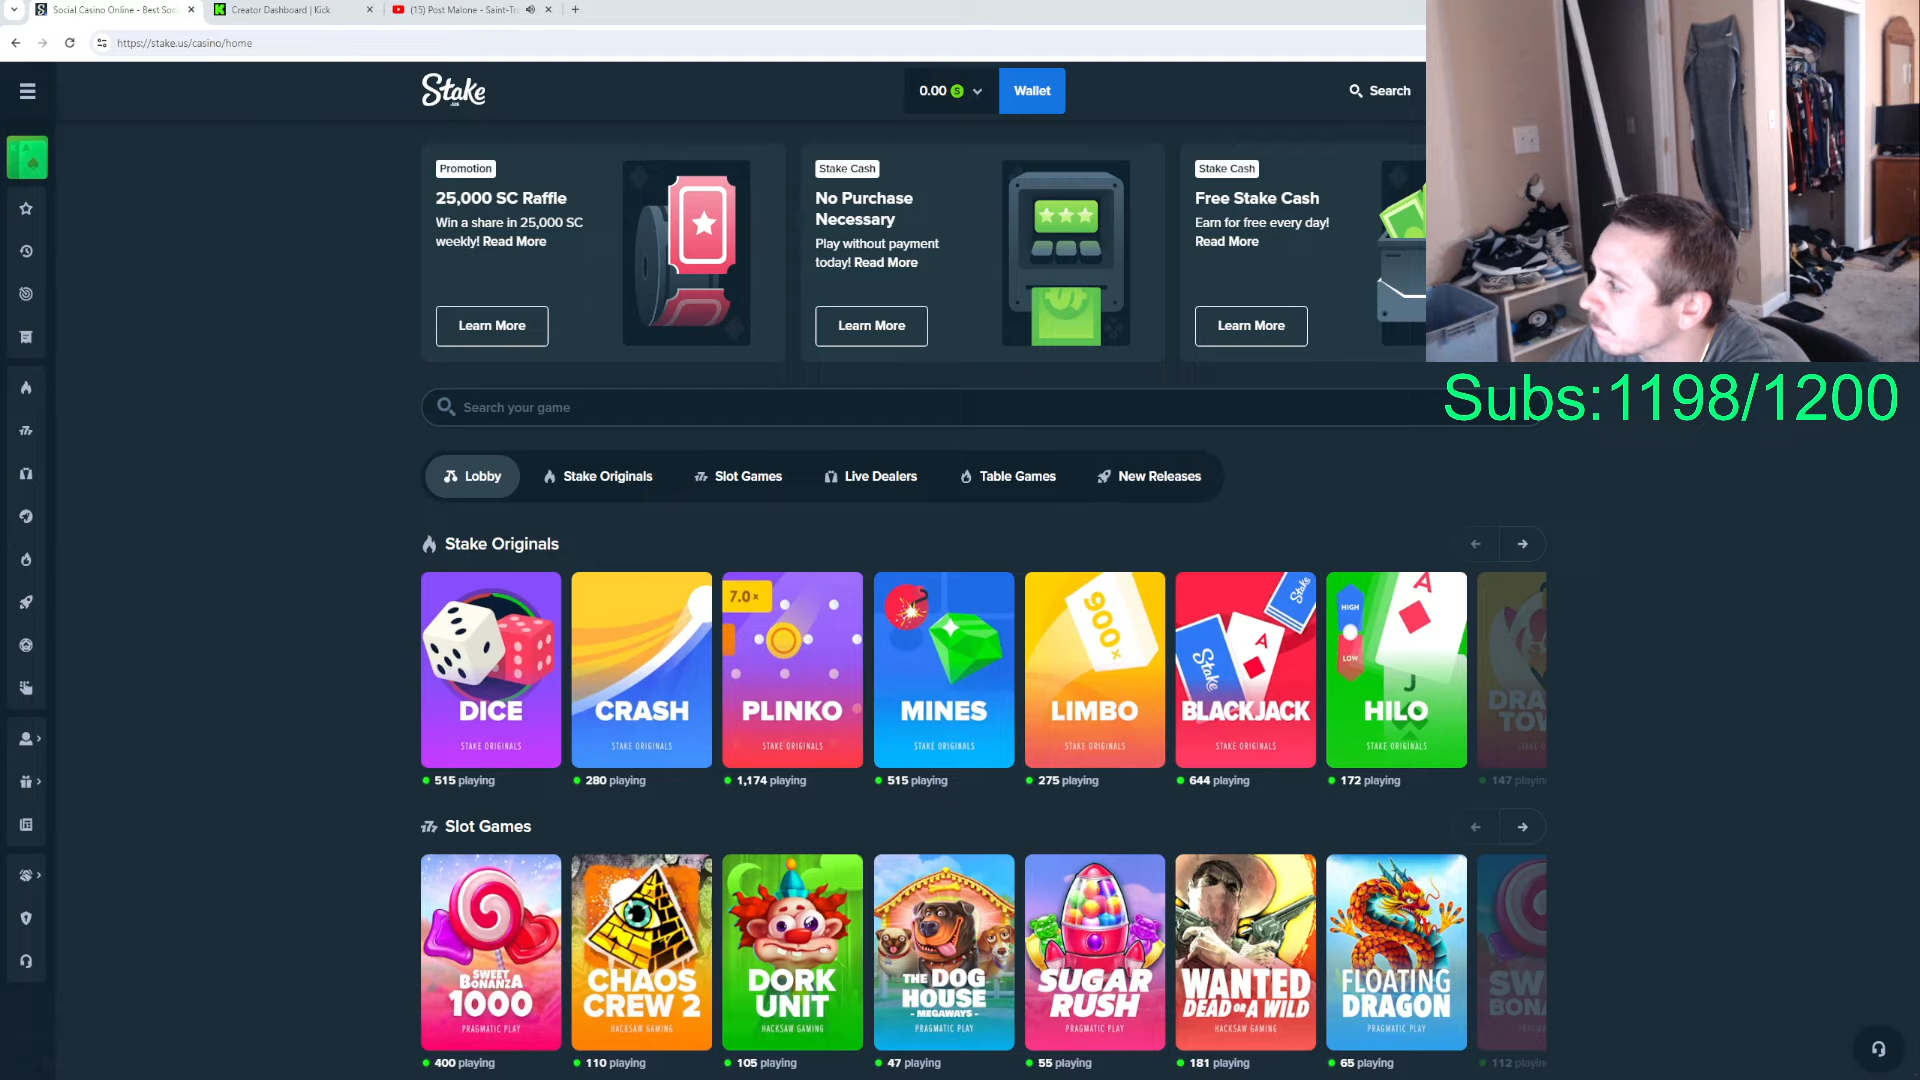 Social Casino Online - Best Soc
Creator Dashboard | Kick
(15) Post Malone - Saint-Tr
https://stake.us/casino/home
Stake
.US
0.00
S
Wallet
Search
Promotion
25,000 SC Raffle
Win a share in 25,000 SC
weekly! Read More
Learn More
Stake Cash
No Purchase
Necessary
Play without payment
today! Read More
Learn More
Stake Cash
Free Stake Cash
Earn for free every day!
Read More
Learn More
Subs:1198/1200
Search your game
Lobby
Stake Originals
Slot Games
Live Dealers
Table Games
New Releases
Stake Originals
DICE
STAKE ORIGINALS
515 playing
CRASH
STAKE ORIGINALS
280 playing
7.0×
PLINKO
STAKE ORIGINALS
1,174 playing
MINES
STAKE ORIGINALS
515 playing
900×
LIMBO
STAKE ORIGINALS
275 playing
Stake
A
Stake
BLACKJACK
STAKE ORIGINALS
644 playing
HIGH
LOW
A
J
HILO
STAKE ORIGINALS
172 playing
DRA
TOW
147 playin
Slot Games
SWEET
BONANZA
1000
PRAGMATIC PLAY
400 playing
CHAOS
CREW 2
HACKSAW GAMING
110 playing
DORK
UNIT
HACKSAW GAMING
105 playing
THE DOG
HOUSE
- MEGAWAYS -
PRAGMATIC PLAY
47 playing
SUGAR
RUSH
PRAGMATIC PLAY
55 playing
WANTED
DEAD OR A WILD
HACKSAW GAMING
181 playing
FLOATING
DRAGON
PRAGMATIC PLAY
65 playing
SW
BONA
112 playin